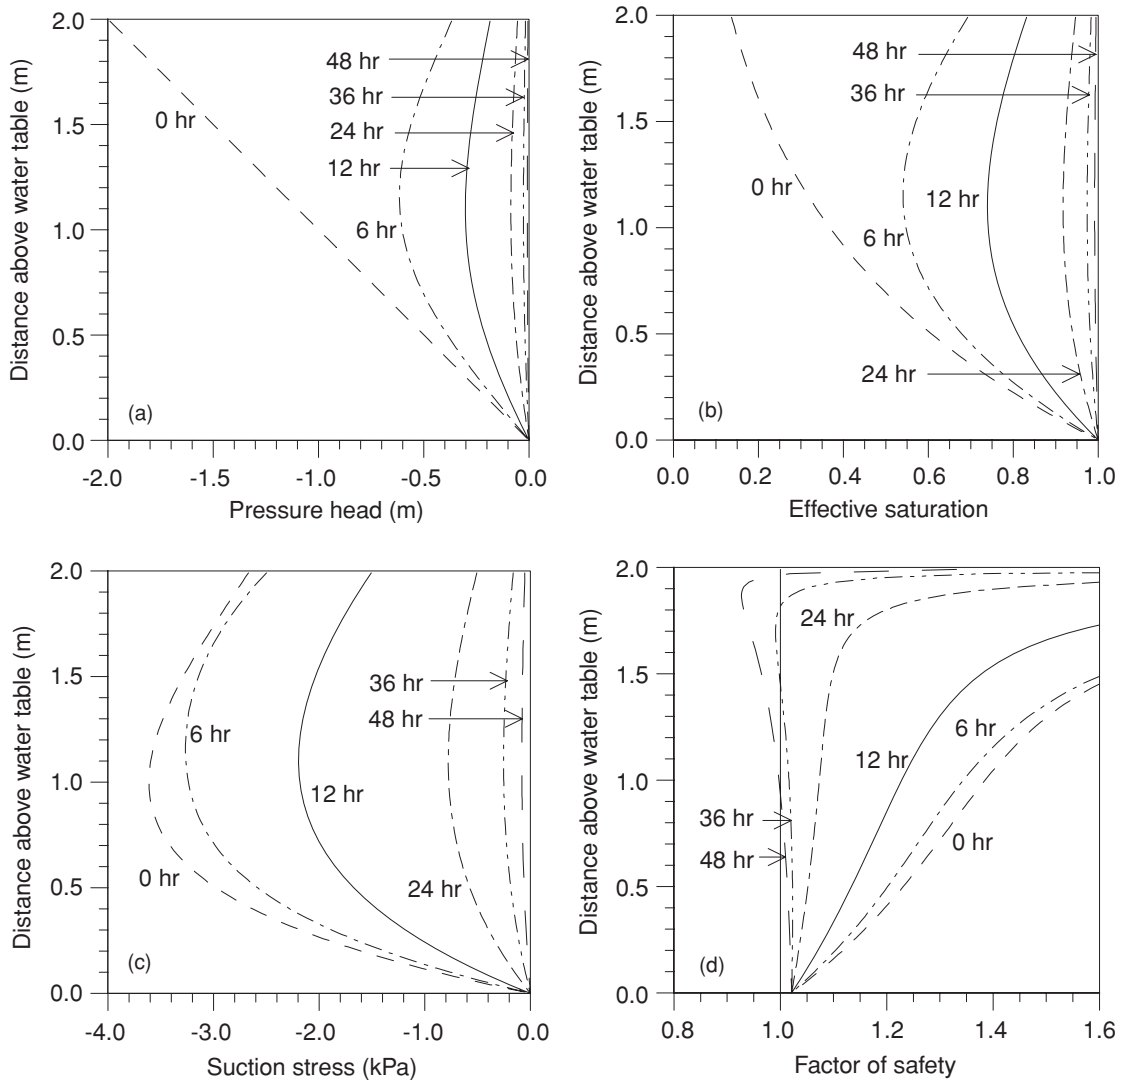 2.0
1.5
1.0
0.5
0.0
Distance above water table (m)
48 hr
36 hr
24 hr
12 hr
0 hr
6 hr
(a)
-2.0 -1.5 -1.0 -0.5 0.0
Pressure head (m)
2.0
1.5
1.0
0.5
0.0
Distance above water table (m)
48 hr
36 hr
0 hr
12 hr
6 hr
24 hr
(b)
0.0 0.2 0.4 0.6 0.8 1.0
Effective saturation
2.0
1.5
1.0
0.5
0.0
Distance above water table (m)
36 hr
48 hr
6 hr
12 hr
0 hr
24 hr
(c)
-4.0 -3.0 -2.0 -1.0 0.0
Suction stress (kPa)
2.0
1.5
1.0
0.5
0.0
Distance above water table (m)
24 hr
6 hr
12 hr
36 hr
0 hr
48 hr
(d)
0.8 1.0 1.2 1.4 1.6
Factor of safety